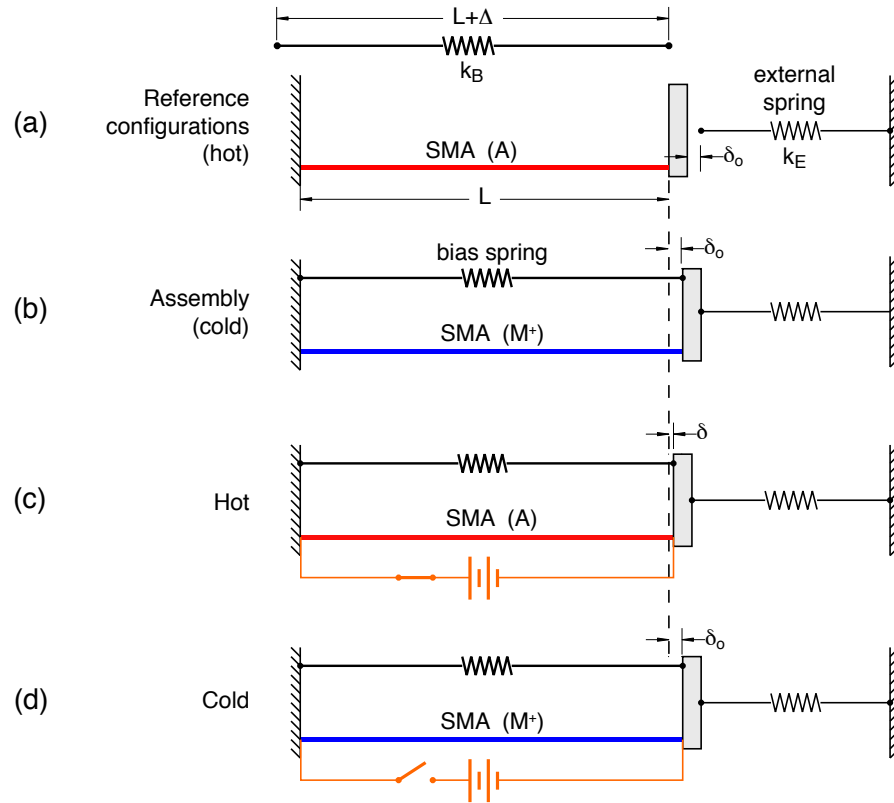 L+Δ
k_B
(a)
Reference
configurations
(hot)
external
spring
SMA (A)
k_E
δ_o
L
(b)
Assembly
(cold)
bias spring
δ_o
SMA (M⁺)
(c)
Hot
δ
SMA (A)
(d)
Cold
δ_o
SMA (M⁺)